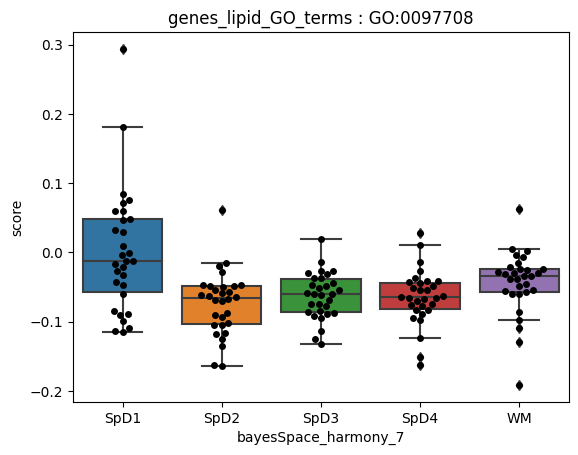 genes_lipid_GO_terms : GO:0097708
score
0.3
0.2
0.1
0.0
−0.1
−0.2
SpD1 SpD2 SpD3 SpD4 WM
bayesSpace_harmony_7